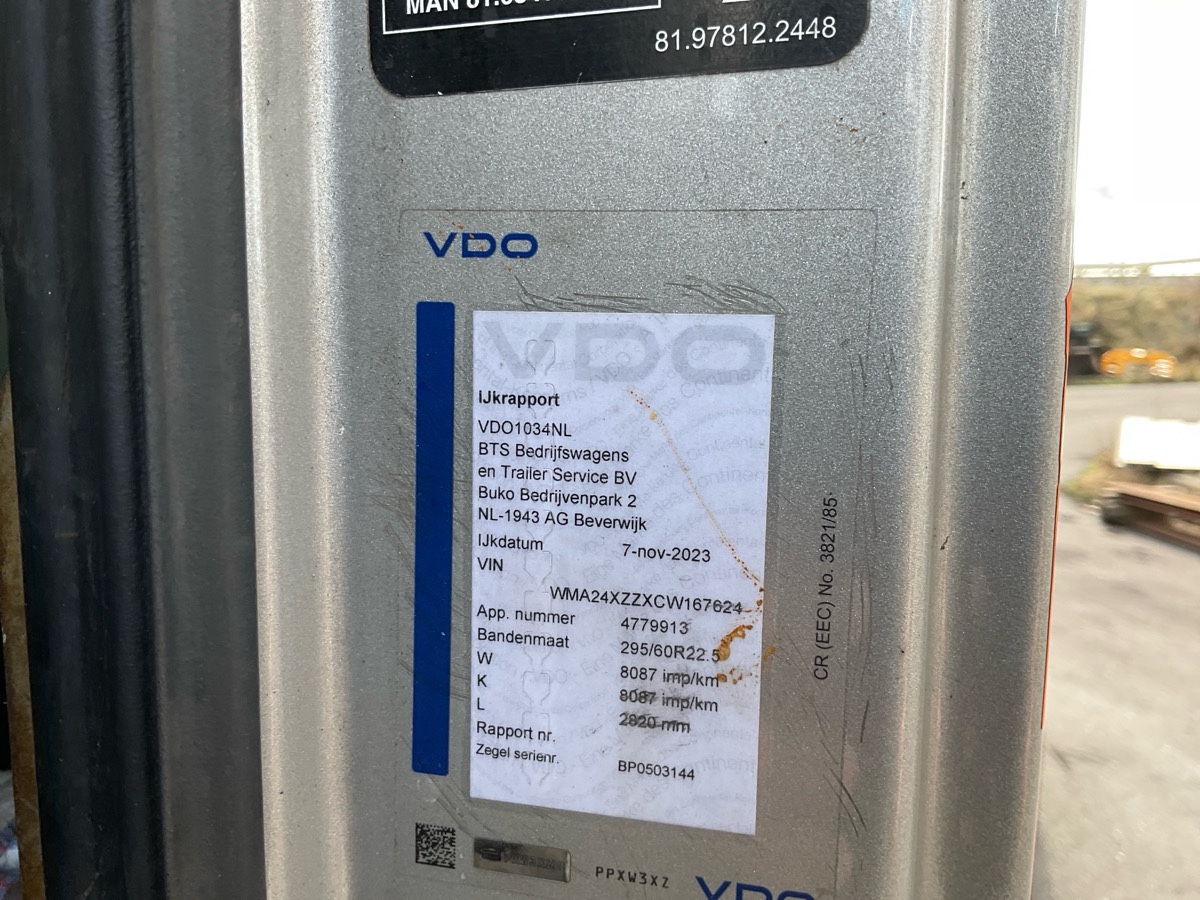 MAN
81.97812.2448
VDO
VDO
IJkrapport
VDO1034NL
BTS Bedrijfswagens
en Trailer Service BV
Buko Bedrijvenpark 2
NL-1943 AG Beverwijk
IJkdatum 7-nov-2023
VIN
WMA24XZZXCW167624
App. nummer 4779913
Bandenmaat 295/60R22.5
W 8087 imp/km
K 8087 imp/km
L 2820 mm
Rapport nr.
Zegel serienr. BP0503144
CR (EEC) No. 3821/85
PPXW3XZ
VDO